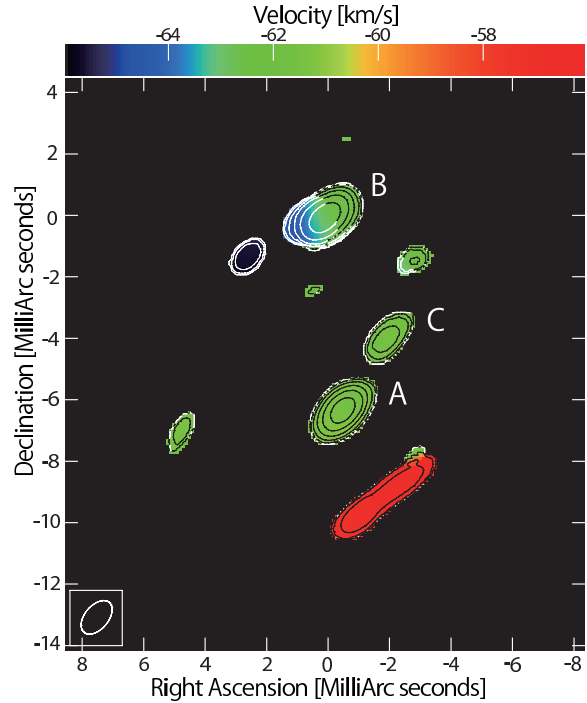 Velocity [km/s]
-64 -62 -60 -58
4
2
0
-2
-4
-6
-8
-10
-12
-14
Declination [MilliArc seconds]
B
C
A
8 6 4 2 0 -2 -4 -6 -8
Right Ascension [MilliArc seconds]